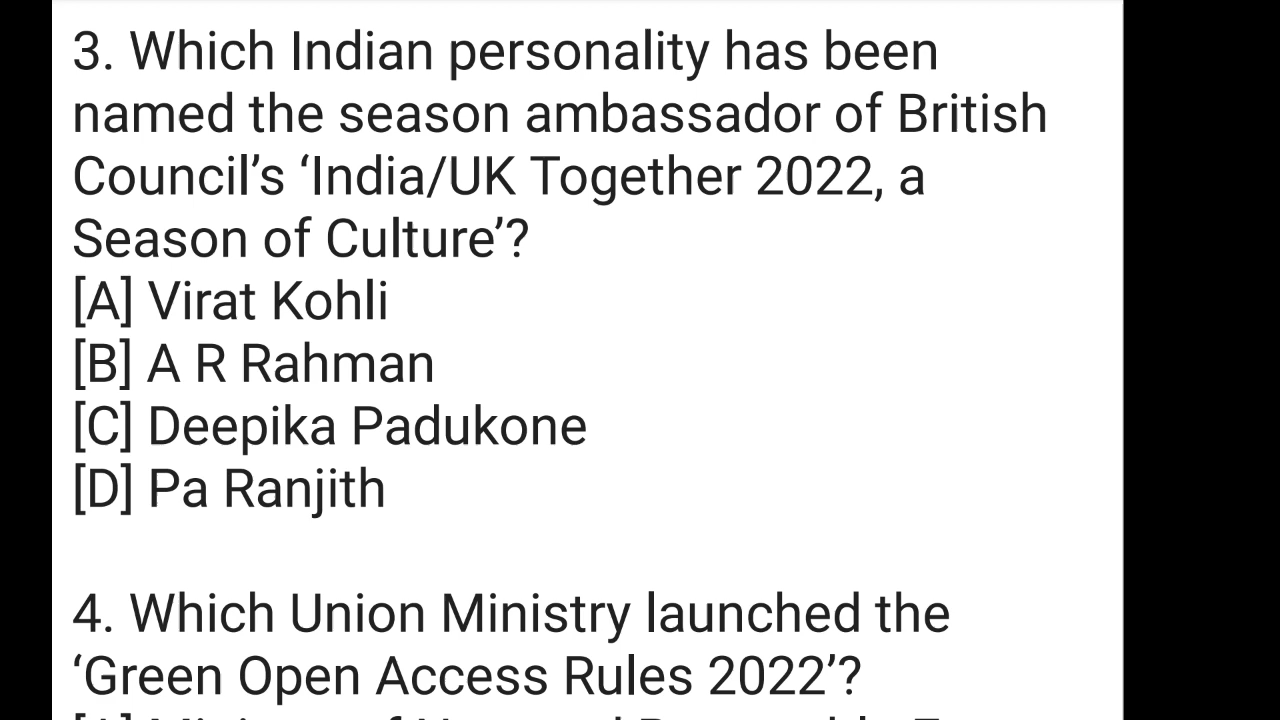 3. Which Indian personality has been
named the season ambassador of British
Council’s ‘India/UK Together 2022, a
Season of Culture’?
[A] Virat Kohli
[B] A R Rahman
[C] Deepika Padukone
[D] Pa Ranjith
4. Which Union Ministry launched the
‘Green Open Access Rules 2022’?